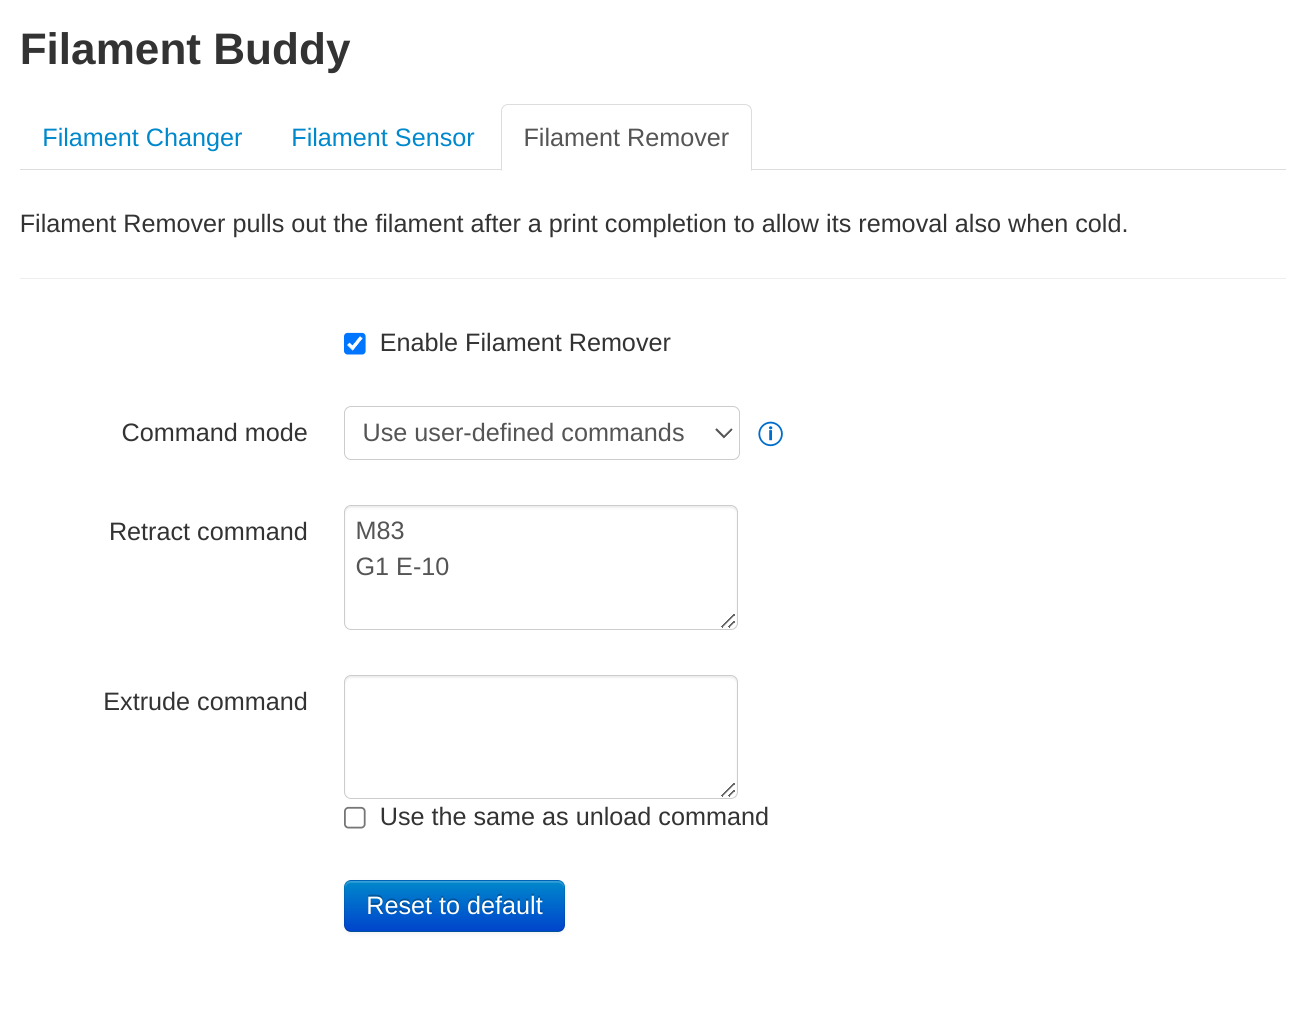 Filament Buddy
Filament Changer
Filament Sensor
Filament Remover
Filament Remover pulls out the filament after a print completion to allow its removal also when cold.
Enable Filament Remover
Command mode
Use user-defined commands
Retract command
M83
G1 E-10
Extrude command
Use the same as unload command
Reset to default